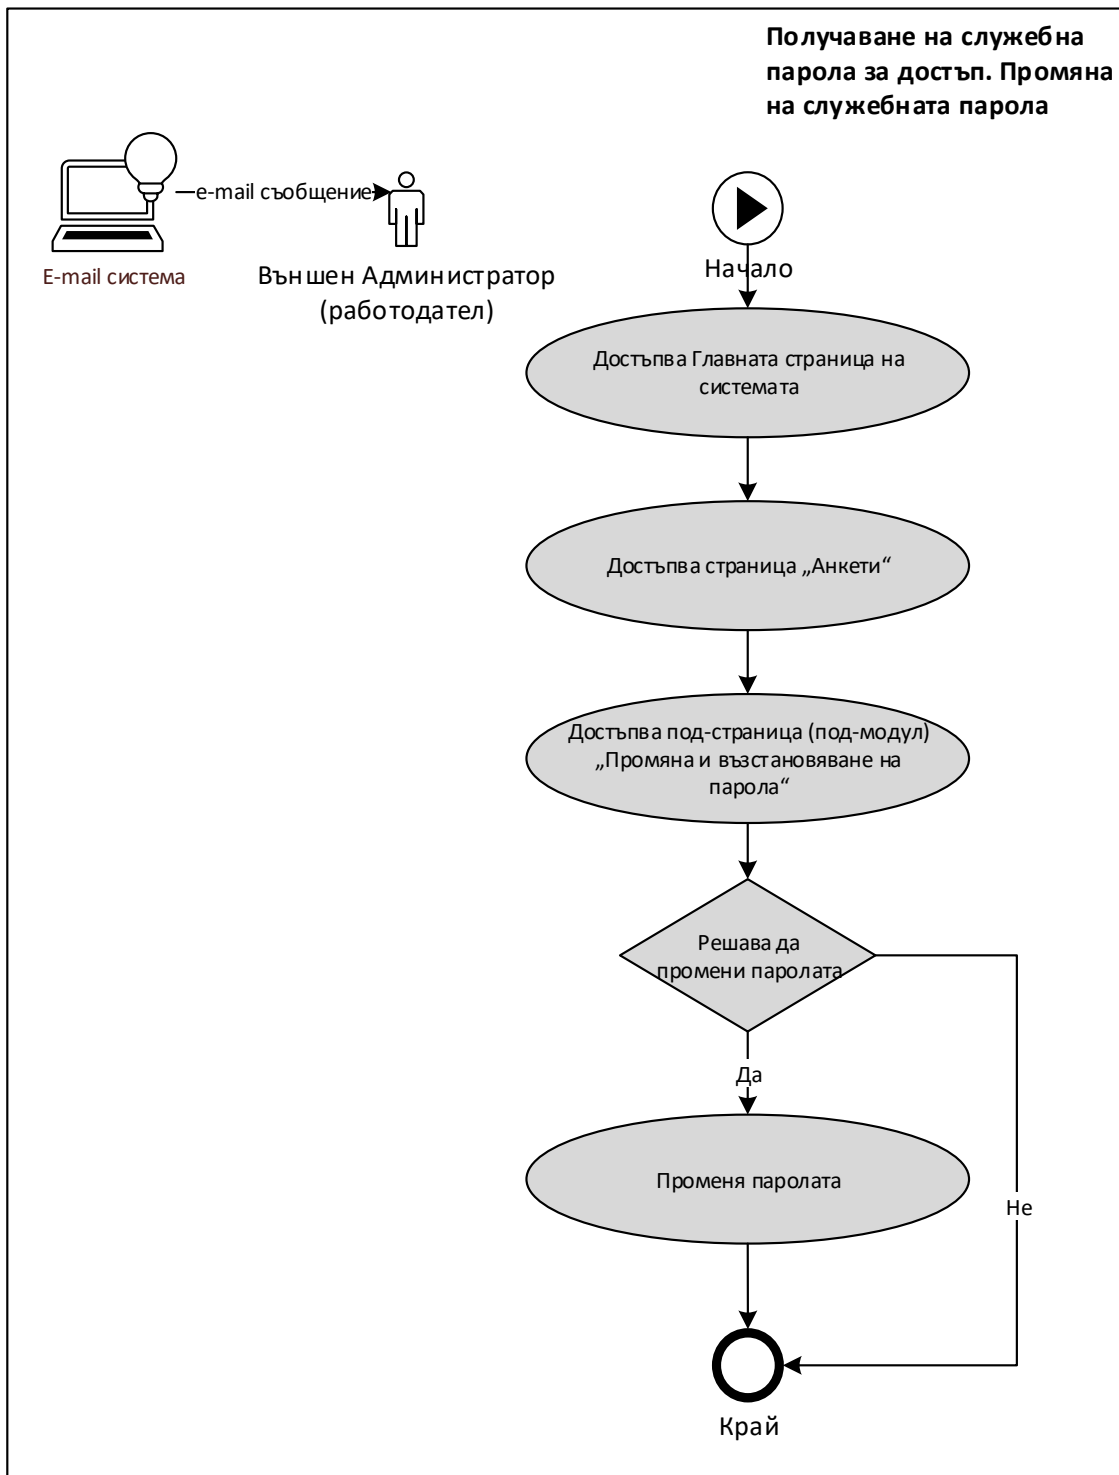 Получаване на служебна
парола за достъп. Промяна
на служебната парола
e-mail съобщение
E-mail система
Външен Администратор
(работодател)
Начало
Достъпва Главната страница на
системата
Достъпва страница „Анкети“
Достъпва под-страница (под-модул)
„Промяна и възстановяване на
парола“
Решава да
промени паролата
Да
Променя паролата
Не
Край